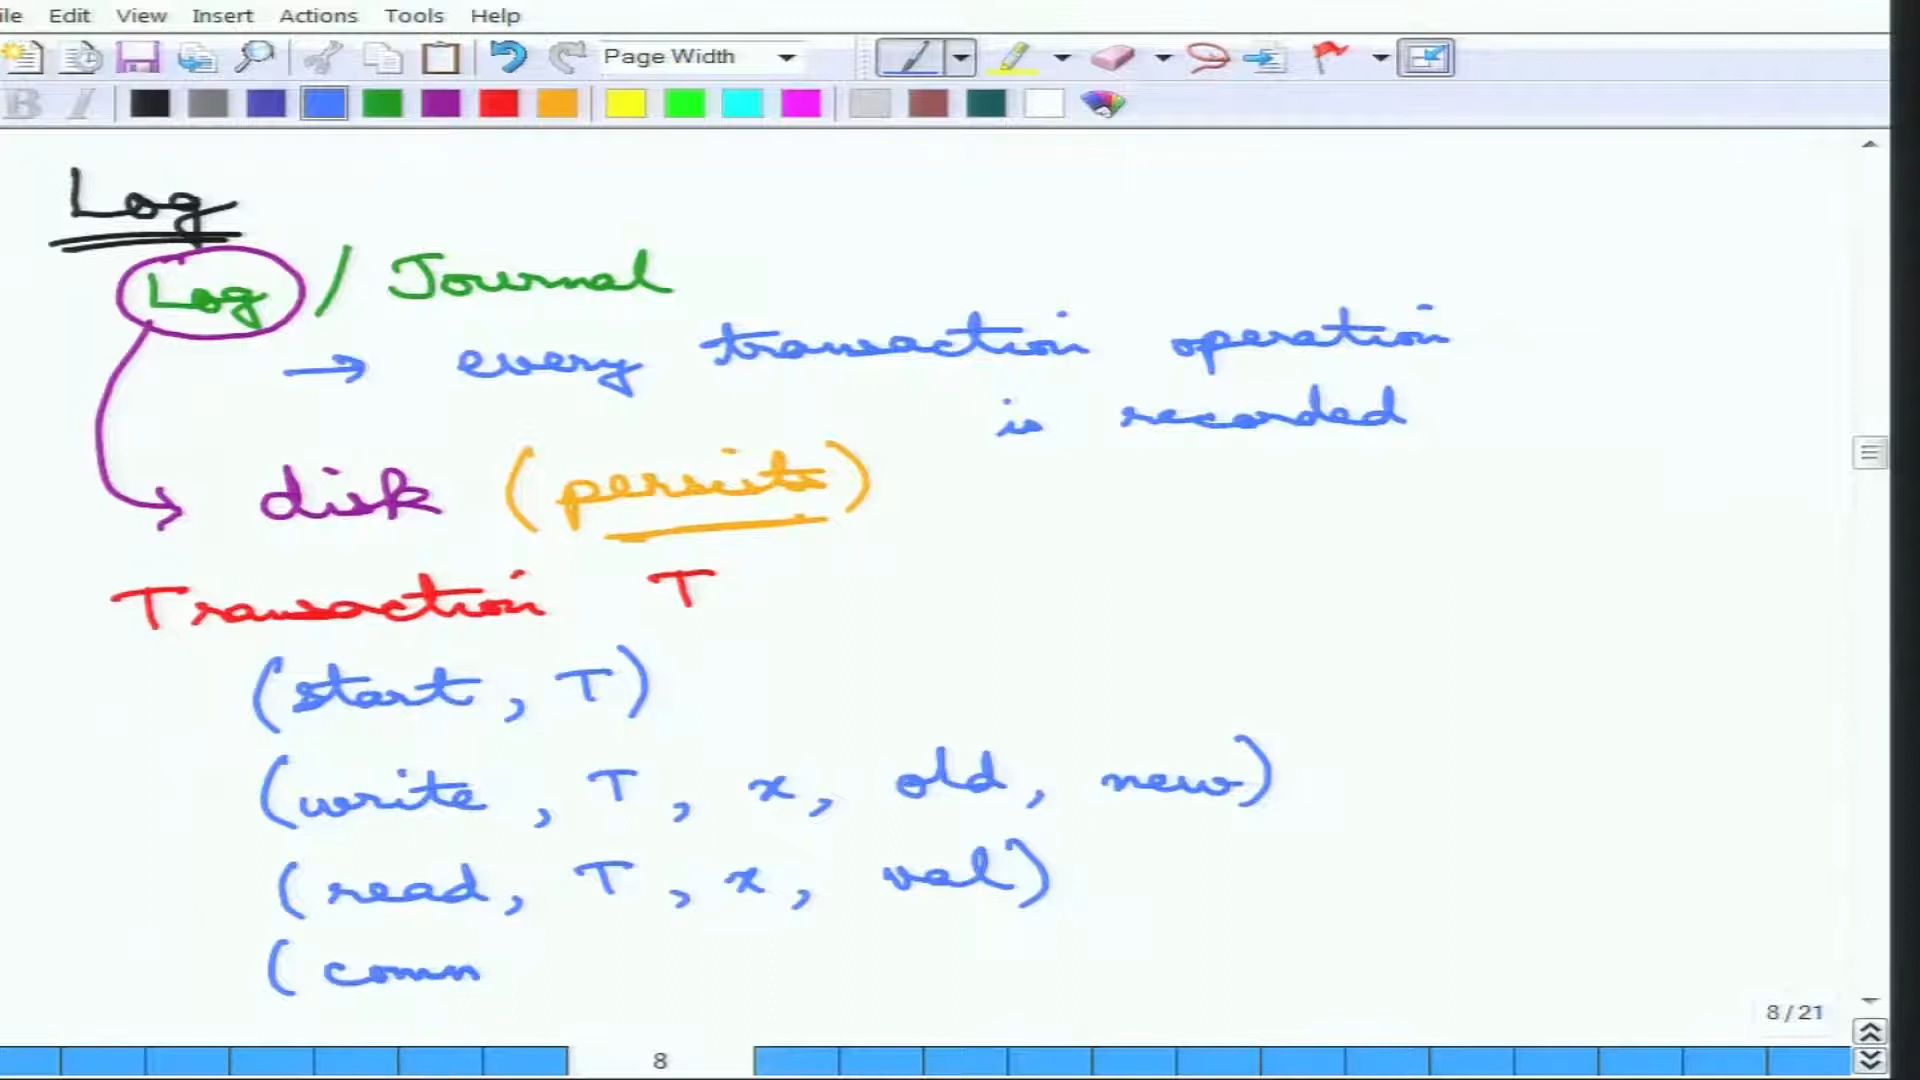 ile Edit View Insert Actions Tools Help
Page Width
B I
Log
Log / Journal
→ every transaction operation
is recorded
disk (persists)
Transaction T
(start, T)
(write, T, x, old, new)
(read, T, x, val)
(comm
8 / 21
8